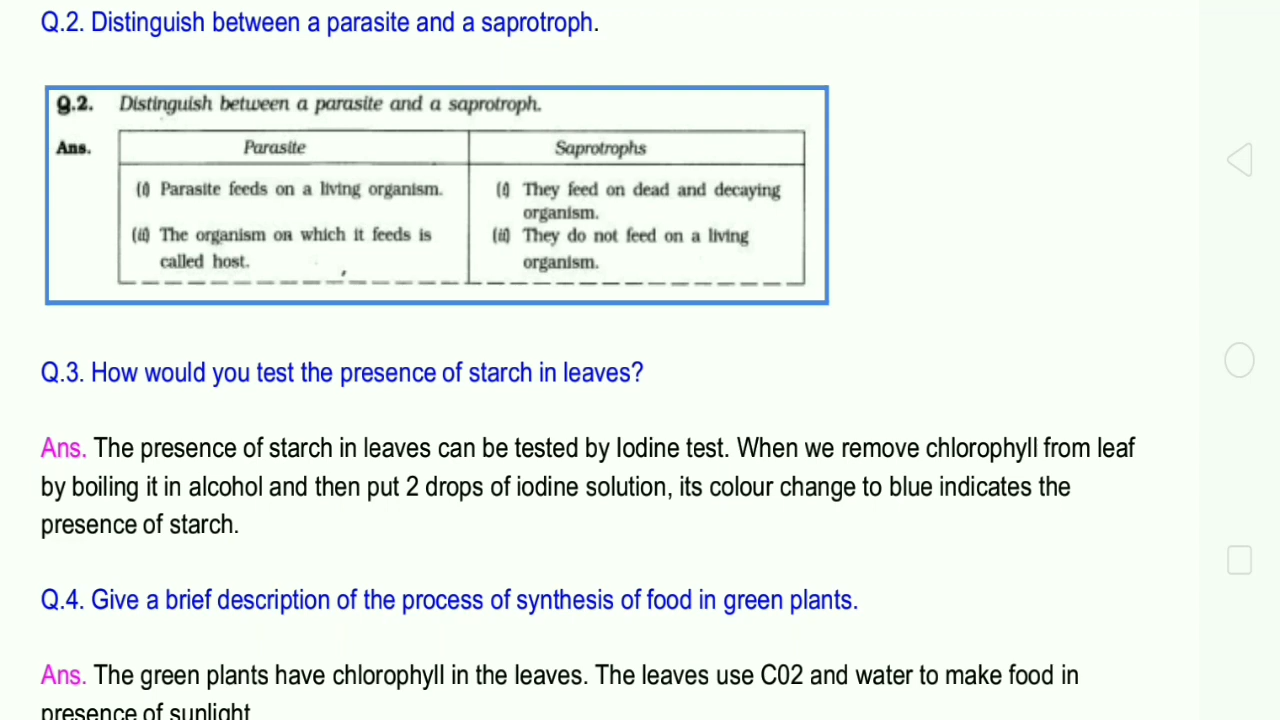 Q.2. Distinguish between a parasite and a saprotroph.
Q.2. Distinguish between a parasite and a saprotroph.
Ans.
Parasite
Saprotrophs
(i) Parasite feeds on a living organism.
(ii) The organism on which it feeds is
called host.
(i) They feed on dead and decaying
organism.
(ii) They do not feed on a living
organism.
Q.3. How would you test the presence of starch in leaves?
Ans. The presence of starch in leaves can be tested by Iodine test. When we remove chlorophyll from leaf
by boiling it in alcohol and then put 2 drops of iodine solution, its colour change to blue indicates the
presence of starch.
Q.4. Give a brief description of the process of synthesis of food in green plants.
Ans. The green plants have chlorophyll in the leaves. The leaves use C02 and water to make food in
presence of sunlight